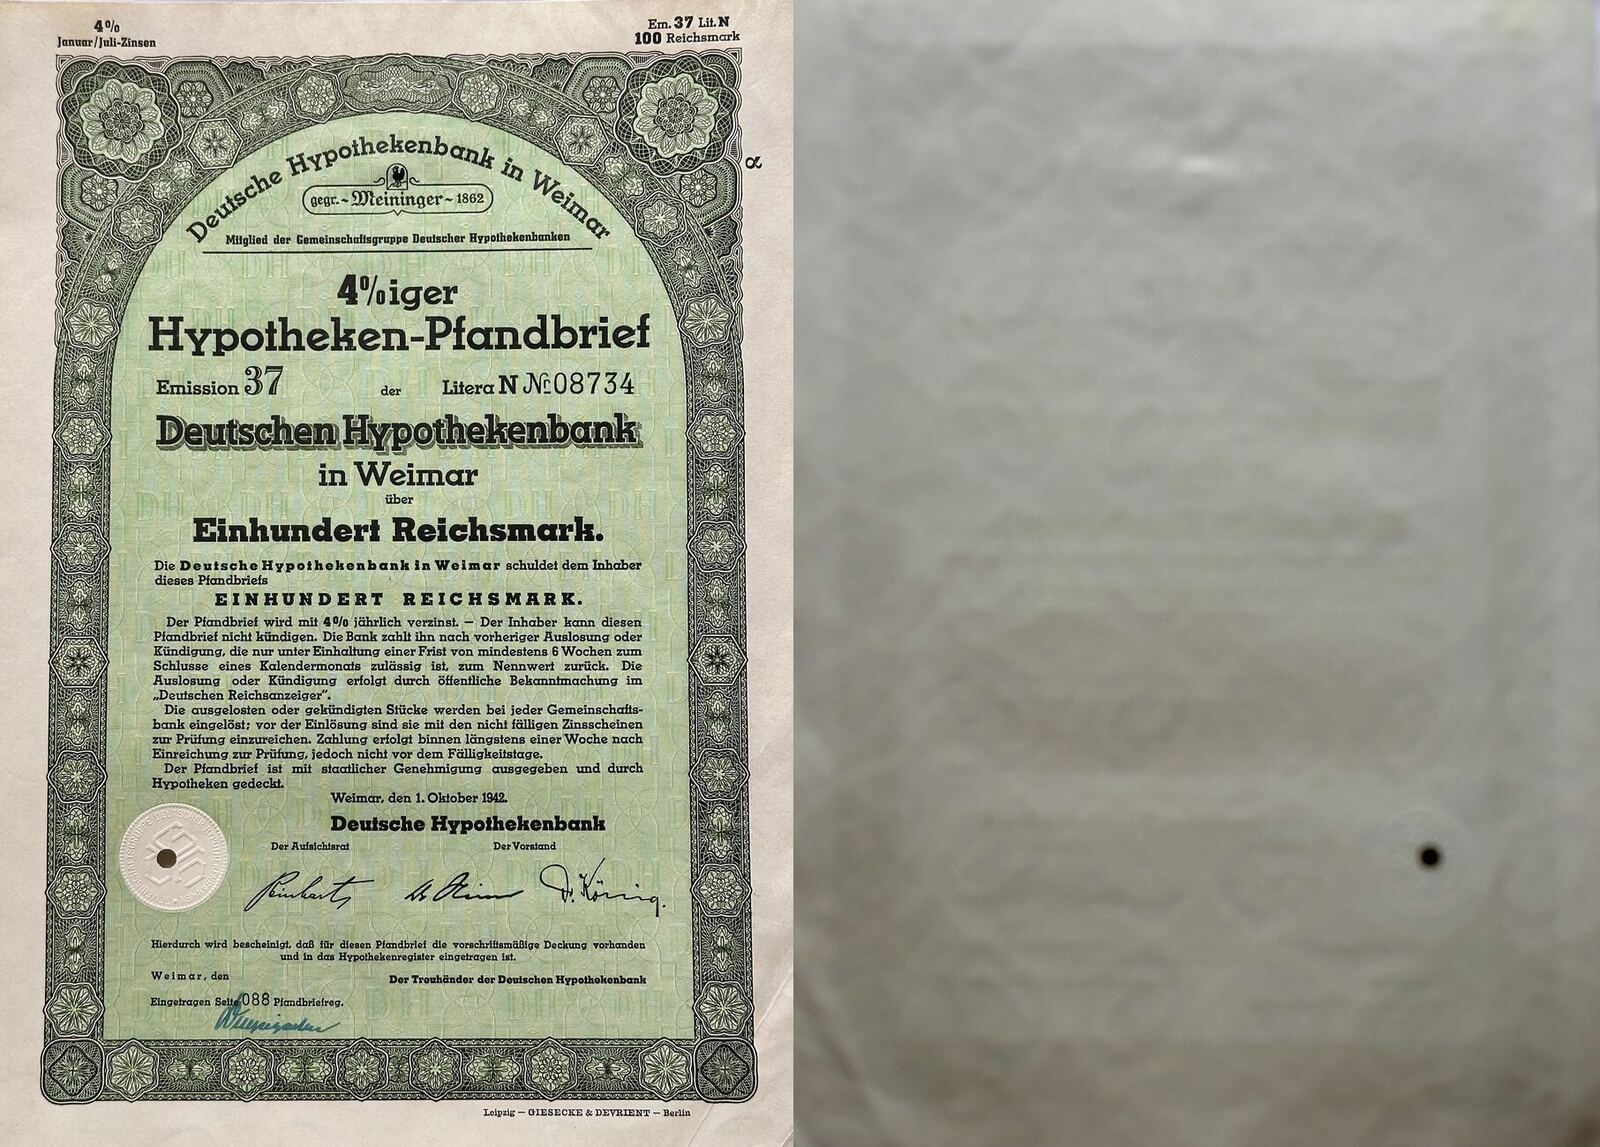 4%
Januar/Juli-Zinsen
Em. 37 Lit. N
100 Reichsmark
α
Deutsche Hypothekenbank in Weimar
gegr. - Meininger - 1862
Mitglied der Gemeinschaftsgruppe Deutscher Hypothekenbanken
4%iger
Hypotheken-Pfandbrief
Emission 37 der Litera N № 08734
Deutschen Hypothekenbank
in Weimar
über
Einhundert Reichsmark.
Die Deutsche Hypothekenbank in Weimar schuldet dem Inhaber
dieses Pfandbriefs
EINHUNDERT REICHSMARK.
Der Pfandbrief wird mit 4% jährlich verzinst. — Der Inhaber kann diesen
Pfandbrief nicht kündigen. Die Bank zahlt ihn nach vorheriger Auslosung oder
Kündigung, die nur unter Einhaltung einer Frist von mindestens 6 Wochen zum
Schlusse eines Kalendermonats zulässig ist, zum Nennwert zurück. Die
Auslosung oder Kündigung erfolgt durch öffentliche Bekanntmachung im
„Deutschen Reichsanzeiger“.
Die ausgelosten oder gekündigten Stücke werden bei jeder Gemeinschafts-
bank eingelöst; vor der Einlösung sind sie mit den nicht fälligen Zinsscheinen
zur Prüfung einzureichen. Zahlung erfolgt binnen längstens einer Woche nach
Einreichung zur Prüfung, jedoch nicht vor dem Fälligkeitstage.
Der Pfandbrief ist mit staatlicher Genehmigung ausgegeben und durch
Hypotheken gedeckt.
Weimar, den 1. Oktober 1942.
Deutsche Hypothekenbank
Der Aufsichtsrat Der Vorstand
Dr. König.
Hierdurch wird bescheinigt, daß für diesen Pfandbrief die vorschriftsmäßige Deckung vorhanden
und in das Hypothekenregister eingetragen ist.
Weimar, den
Der Treuhänder der Deutschen Hypothekenbank
Eingetragen Seite 088 Pfandbriefreg.
Leipzig — GIESECKE & DEVRIENT — Berlin